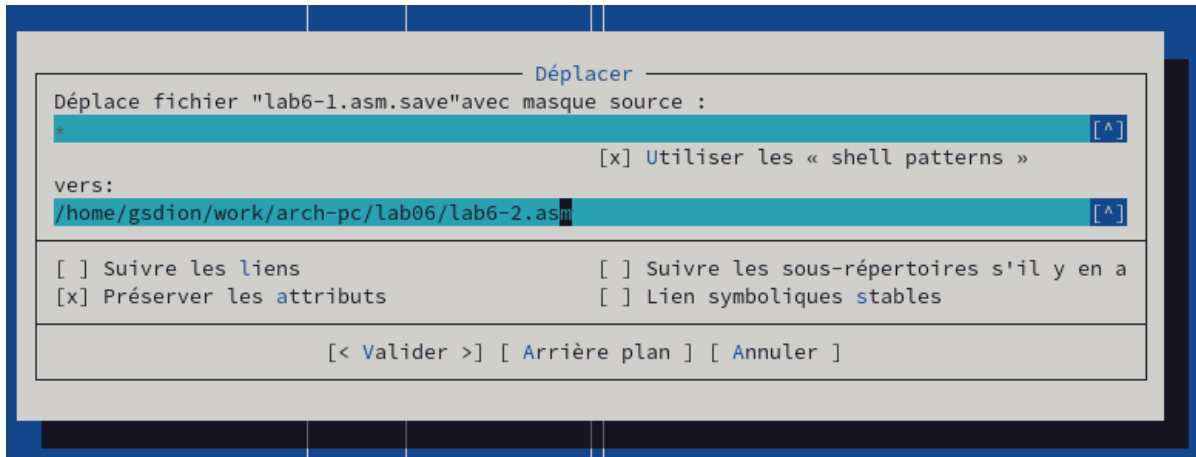 Déplacer
Déplace fichier "lab6-1.asm.save"avec masque source :
* [^]
[x] Utiliser les « shell patterns »
vers:
/home/gsdion/work/arch-pc/lab06/lab6-2.asm [^]
[ ] Suivre les liens [ ] Suivre les sous-répertoires s'il y en a
[x] Préserver les attributs [ ] Lien symboliques stables
[< Valider >] [ Arrière plan ] [ Annuler ]